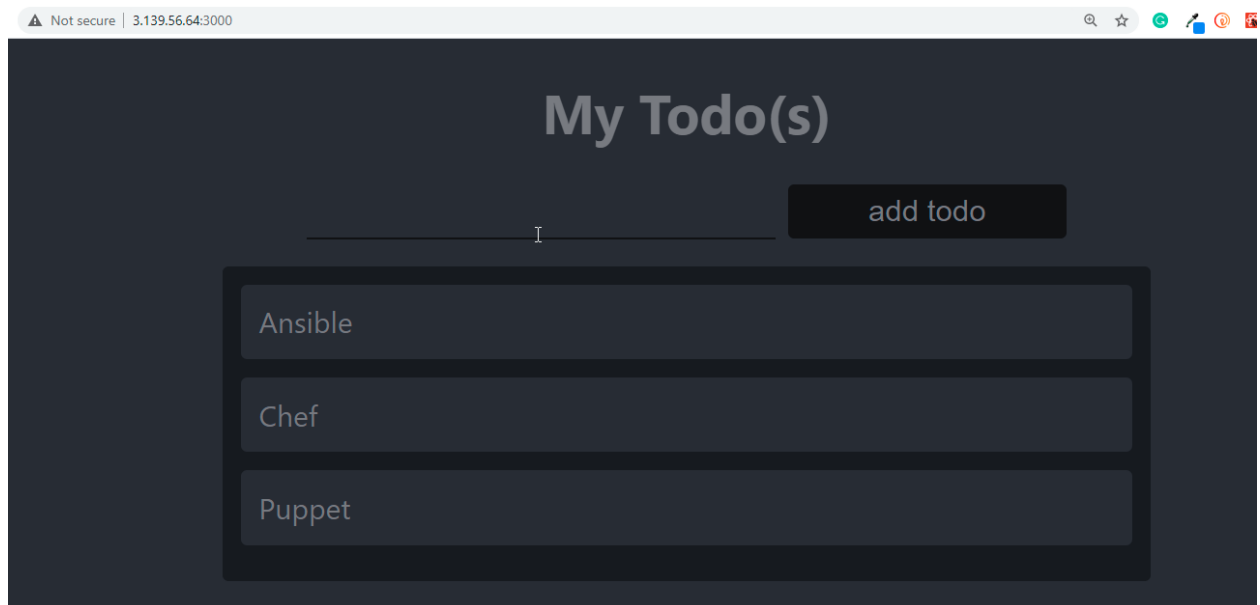 Not secure 3.139.56.64:3000
My Todo(s)
add todo
Ansible
Chef
Puppet